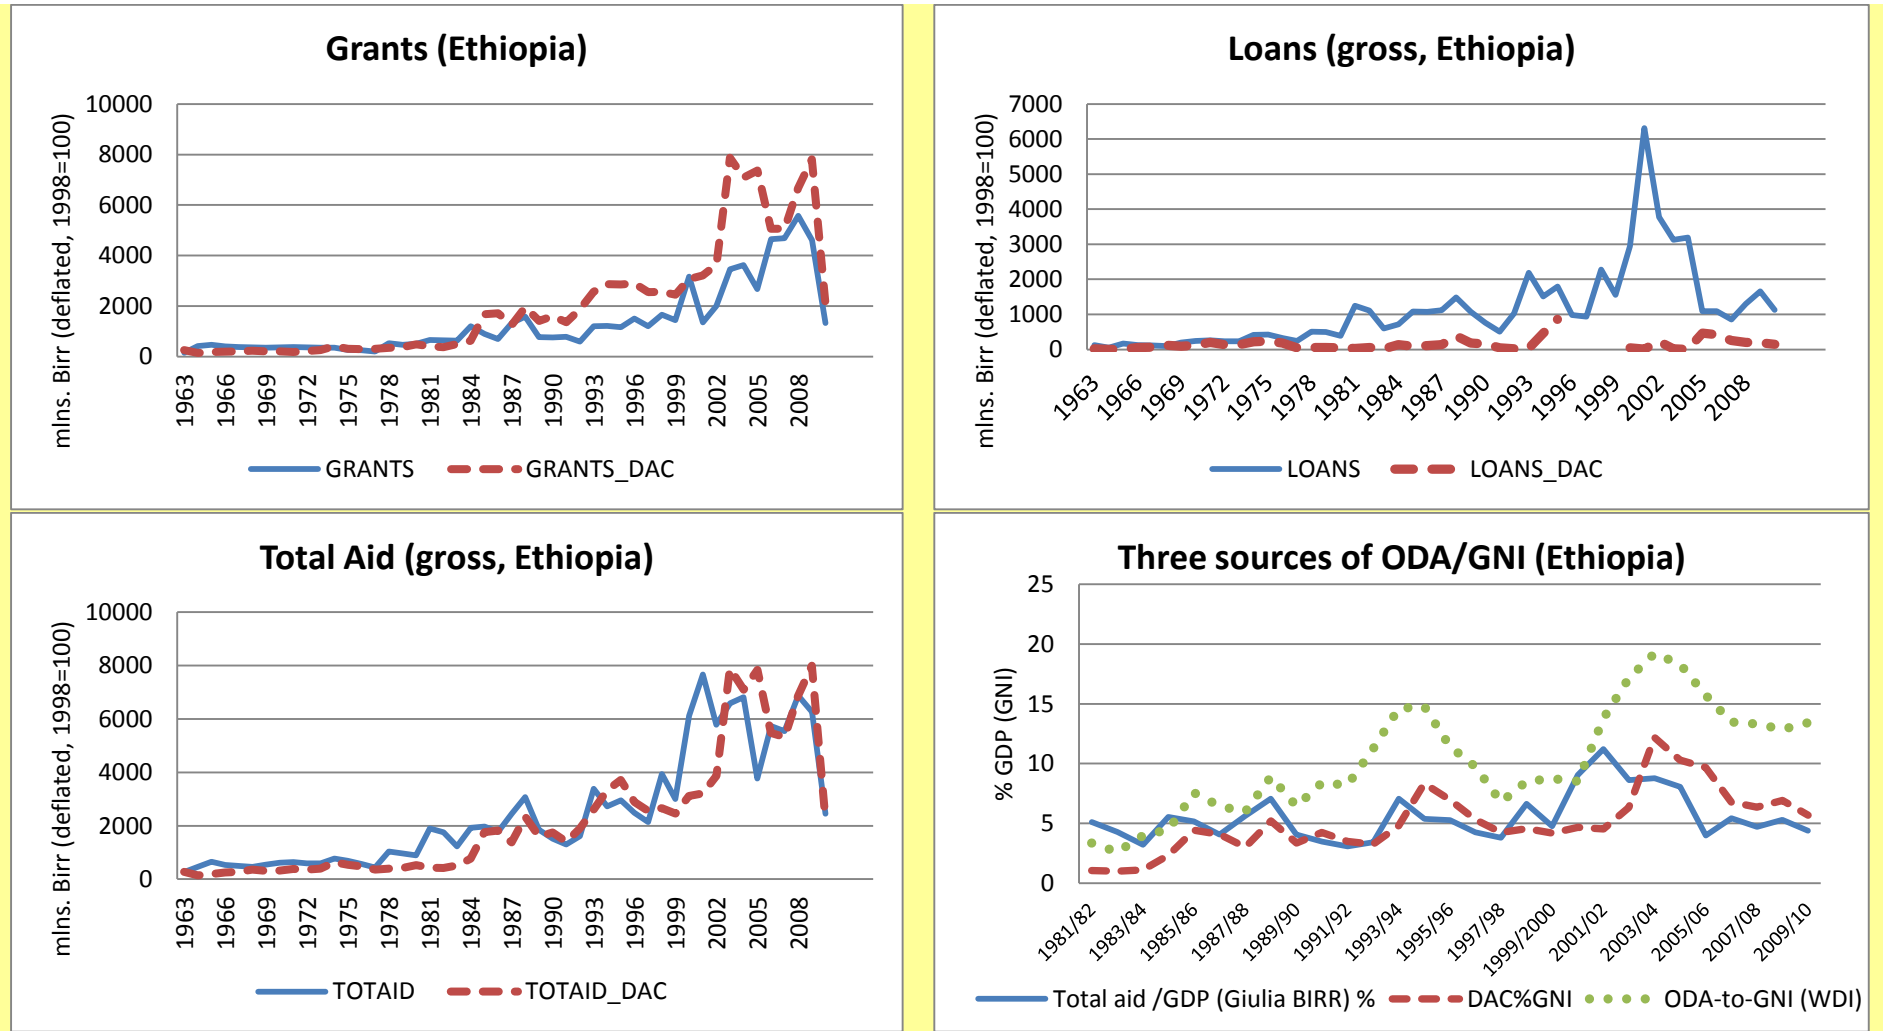 Grants (Ethiopia)
mlns. Birr (deflated, 1998=100)
10000
8000
6000
4000
2000
0
1963 1966 1969 1972 1975 1978 1981 1984 1987 1990 1993 1996 1999 2002 2005 2008
GRANTS GRANTS_DAC
Loans (gross, Ethiopia)
mlns. Birr (deflated, 1998=100)
7000
6000
5000
4000
3000
2000
1000
0
1963 1966 1969 1972 1975 1978 1981 1984 1987 1990 1993 1996 1999 2002 2005 2008
LOANS LOANS_DAC
Total Aid (gross, Ethiopia)
mlns. Birr (deflated, 1998=100)
10000
8000
6000
4000
2000
0
1963 1966 1969 1972 1975 1978 1981 1984 1987 1990 1993 1996 1999 2002 2005 2008
TOTAID TOTAID_DAC
Three sources of ODA/GNI (Ethiopia)
% GDP (GNI)
25
20
15
10
5
0
1981/82 1983/84 1985/86 1987/88 1989/90 1991/92 1993/94 1995/96 1997/98 1999/2000 2001/02 2003/04 2005/06 2007/08 2009/10
Total aid /GDP (Giulia BIRR) % DAC%GNI ODA-to-GNI (WDI)